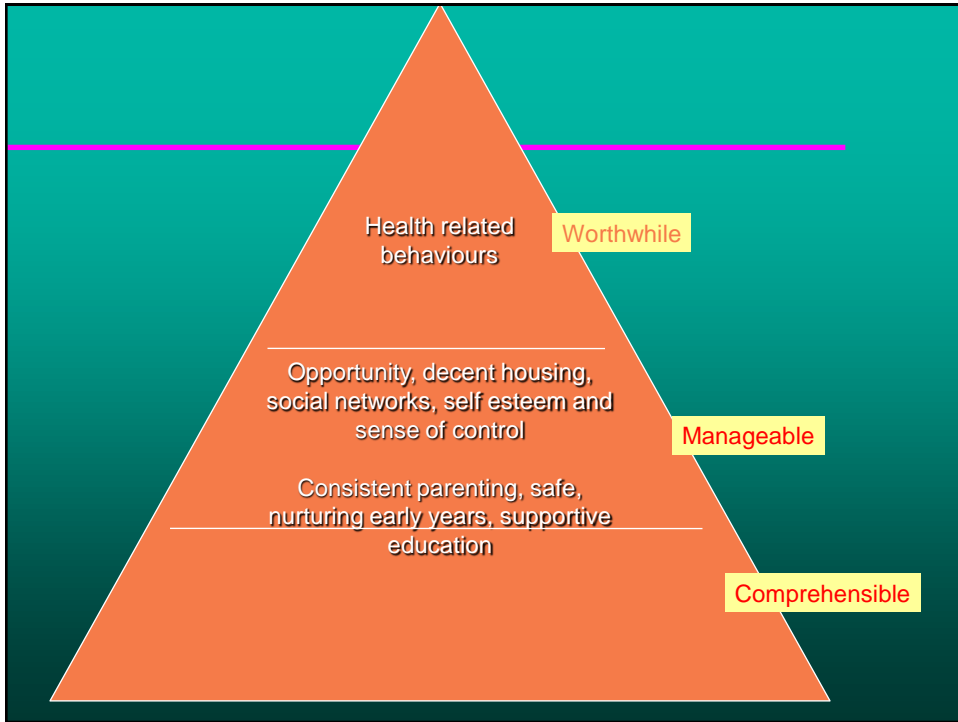 Health related
behaviours
Worthwhile
Opportunity, decent housing,
social networks, self esteem and
sense of control
Manageable
Consistent parenting, safe,
nurturing early years, supportive
education
Comprehensible